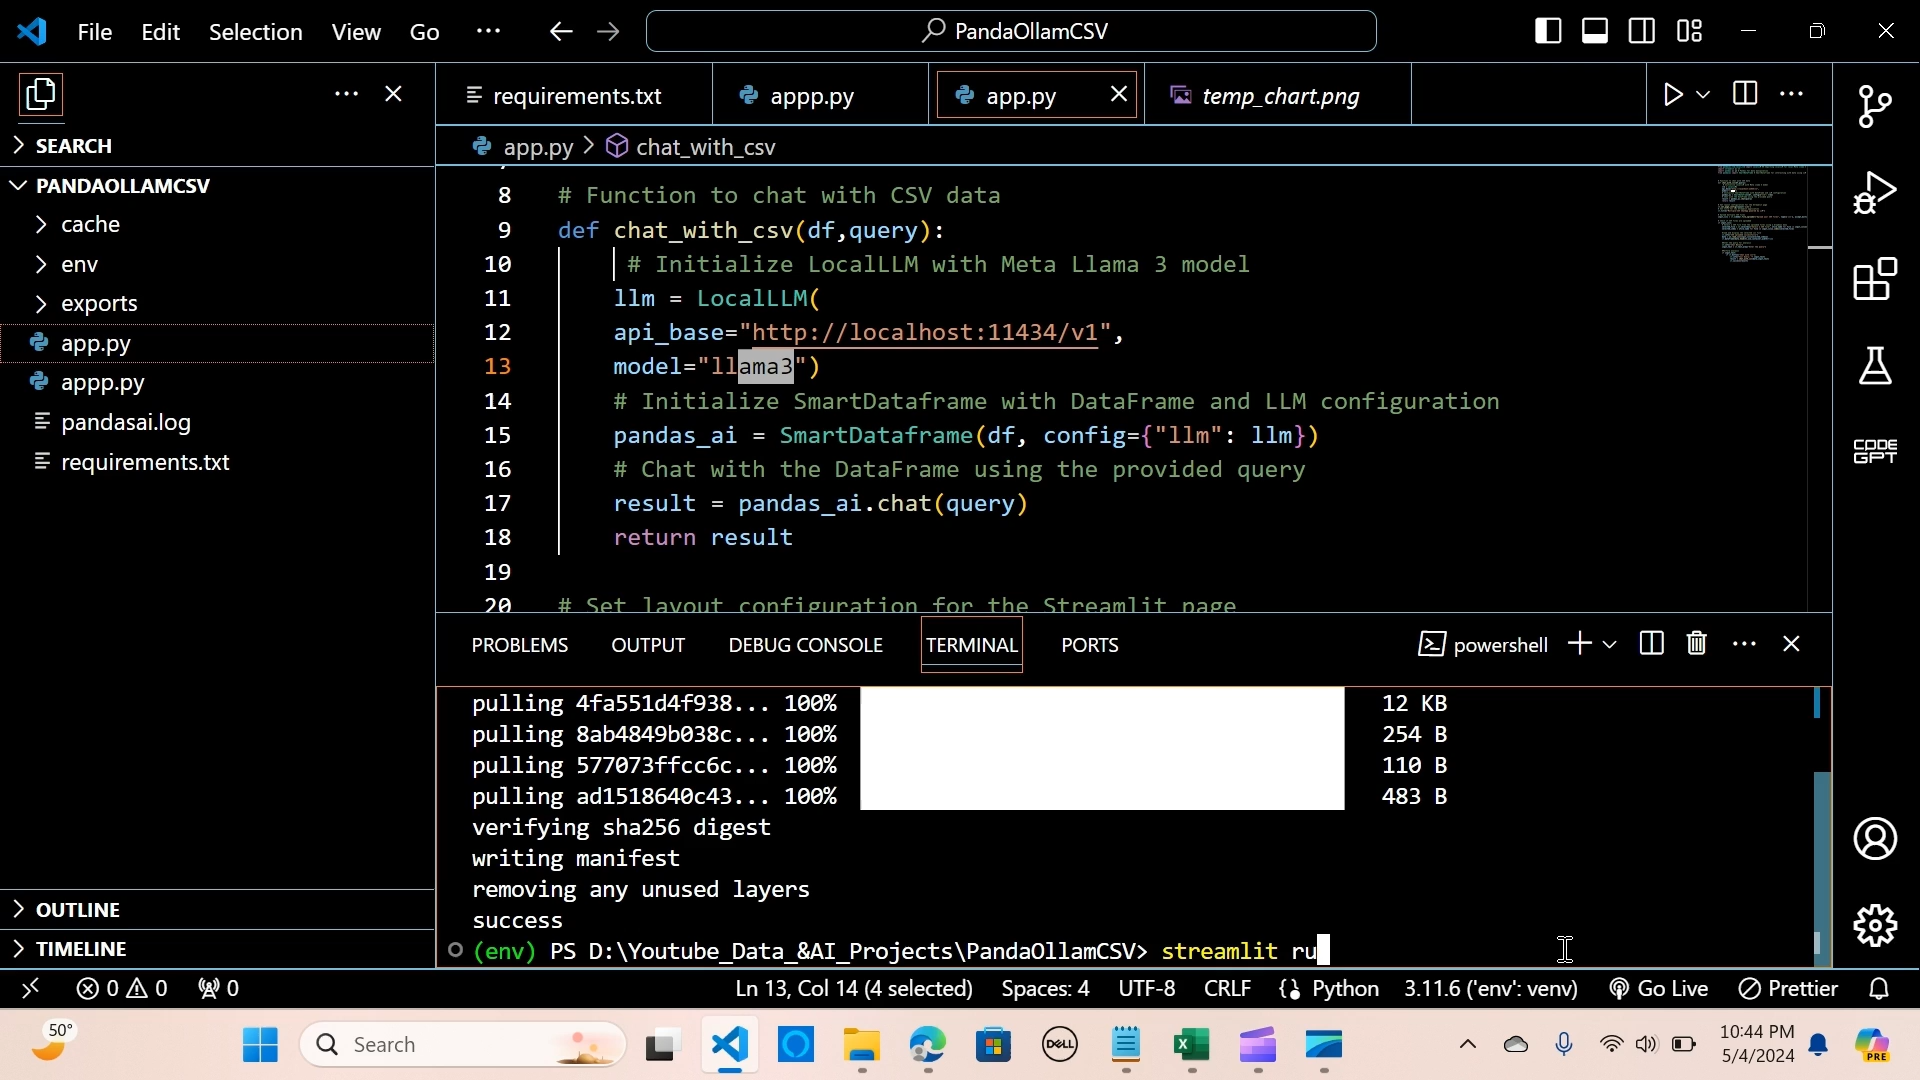 File Edit Selection View Go ··· PandaOllamCSV
SEARCH
PANDAOLLAMCSV
cache
env
exports
app.py
appp.py
pandasai.log
requirements.txt
OUTLINE
TIMELINE
requirements.txt appp.py app.py temp_chart.png
app.py > chat_with_csv
8 # Function to chat with CSV data
9 def chat_with_csv(df,query):
10 # Initialize LocalLLM with Meta Llama 3 model
11 llm = LocalLLM(
12 api_base="http://localhost:11434/v1",
13 model="llama3")
14 # Initialize SmartDataframe with DataFrame and LLM configuration
15 pandas_ai = SmartDataframe(df, config={"llm": llm})
16 # Chat with the DataFrame using the provided query
17 result = pandas_ai.chat(query)
18 return result
19
20 # Set layout configuration for the Streamlit page
PROBLEMS OUTPUT DEBUG CONSOLE TERMINAL PORTS powershell
pulling 4fa551d4f938... 100% 12 KB
pulling 8ab4849b038c... 100% 254 B
pulling 577073ffcc6c... 100% 110 B
pulling ad1518640c43... 100% 483 B
verifying sha256 digest
writing manifest
removing any unused layers
success
(env) PS D:\Youtube_Data_&AI_Projects\PandaOllamCSV> streamlit ru
CODE
GPT
0 0 0 Ln 13, Col 14 (4 selected) Spaces: 4 UTF-8 CRLF Python 3.11.6 ('env': venv) Go Live Prettier
50° Search DELL 10:44 PM
5/4/2024
PRE